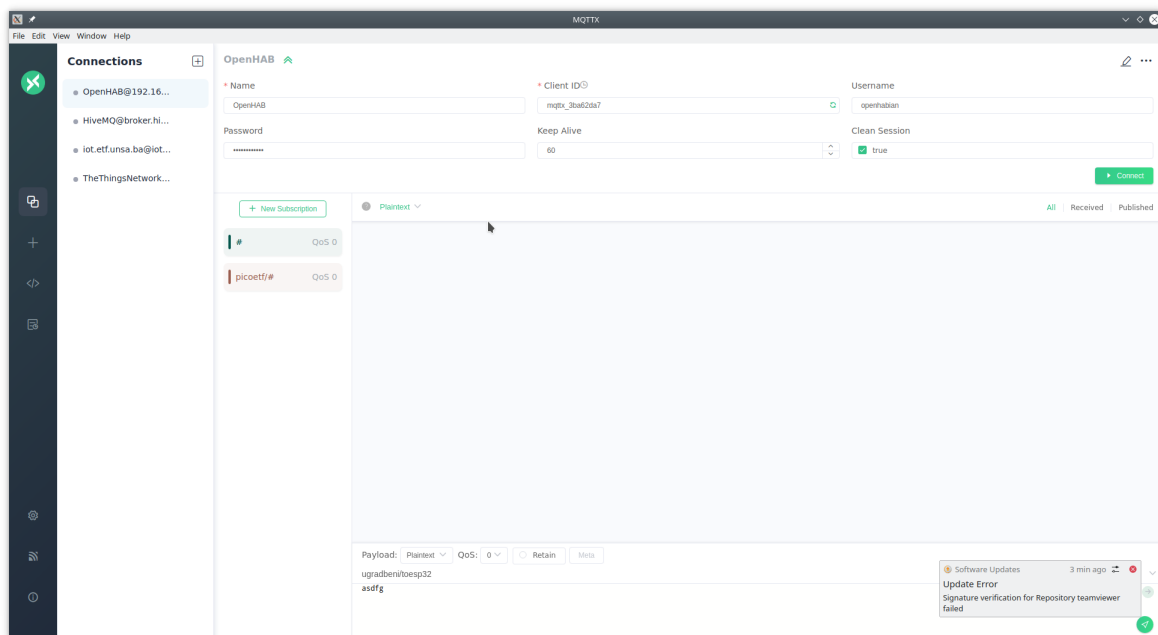 MQTTX
File Edit View Window Help
Connections
OpenHAB@192.16...
HiveMQ@broker.hi...
iot.etf.unsa.ba@iot...
TheThingsNetwork...
OpenHAB
* Name
* Client ID
Username
OpenHAB
mqttx_3ba62da7
openhabian
Password
Keep Alive
Clean Session
••••••••••••
60
true
Connect
+ New Subscription
Plaintext
All Received Published
# QoS 0
picoetf/# QoS 0
Payload: Plaintext QoS: 0 Retain Meta
ugradbeni/toesp32
asdfg
Software Updates 3 min ago
Update Error
Signature verification for Repository teamviewer
failed